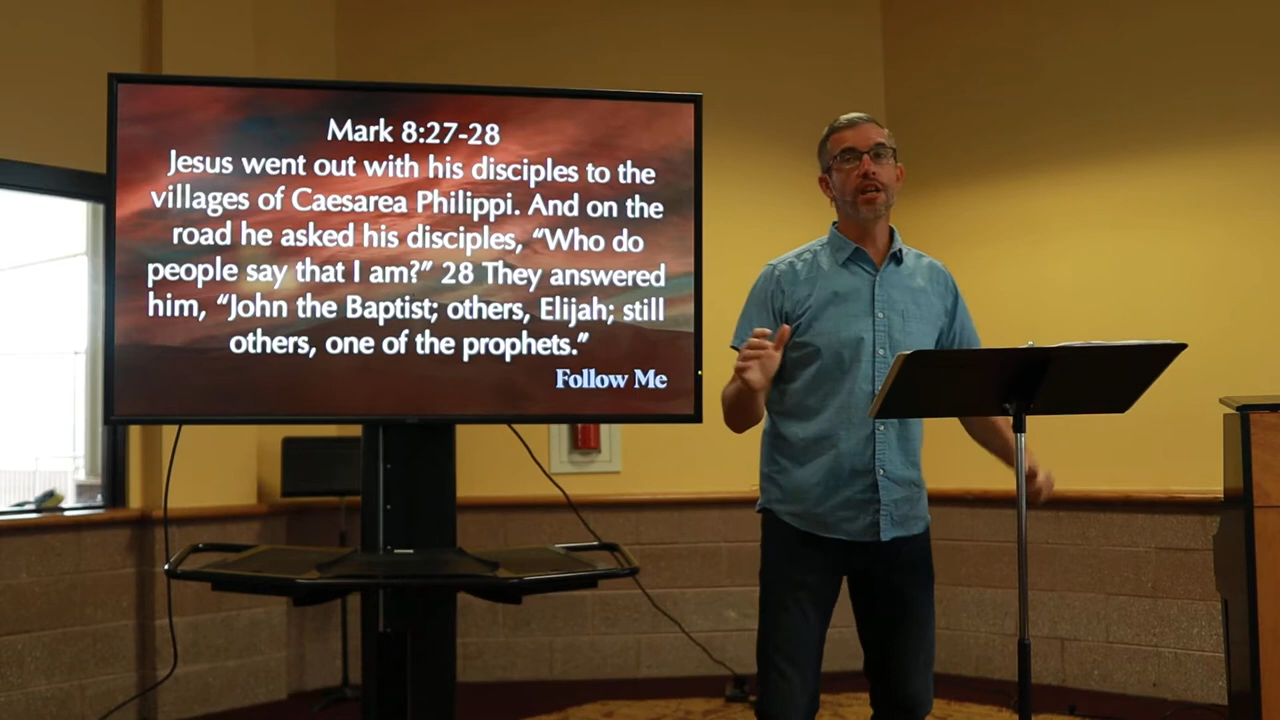 Mark 8:27-28
Jesus went out with his disciples to the
villages of Caesarea Philippi. And on the
road he asked his disciples, “Who do
people say that I am?” 28 They answered
him, “John the Baptist; others, Elijah; still
others, one of the prophets.”
Follow Me